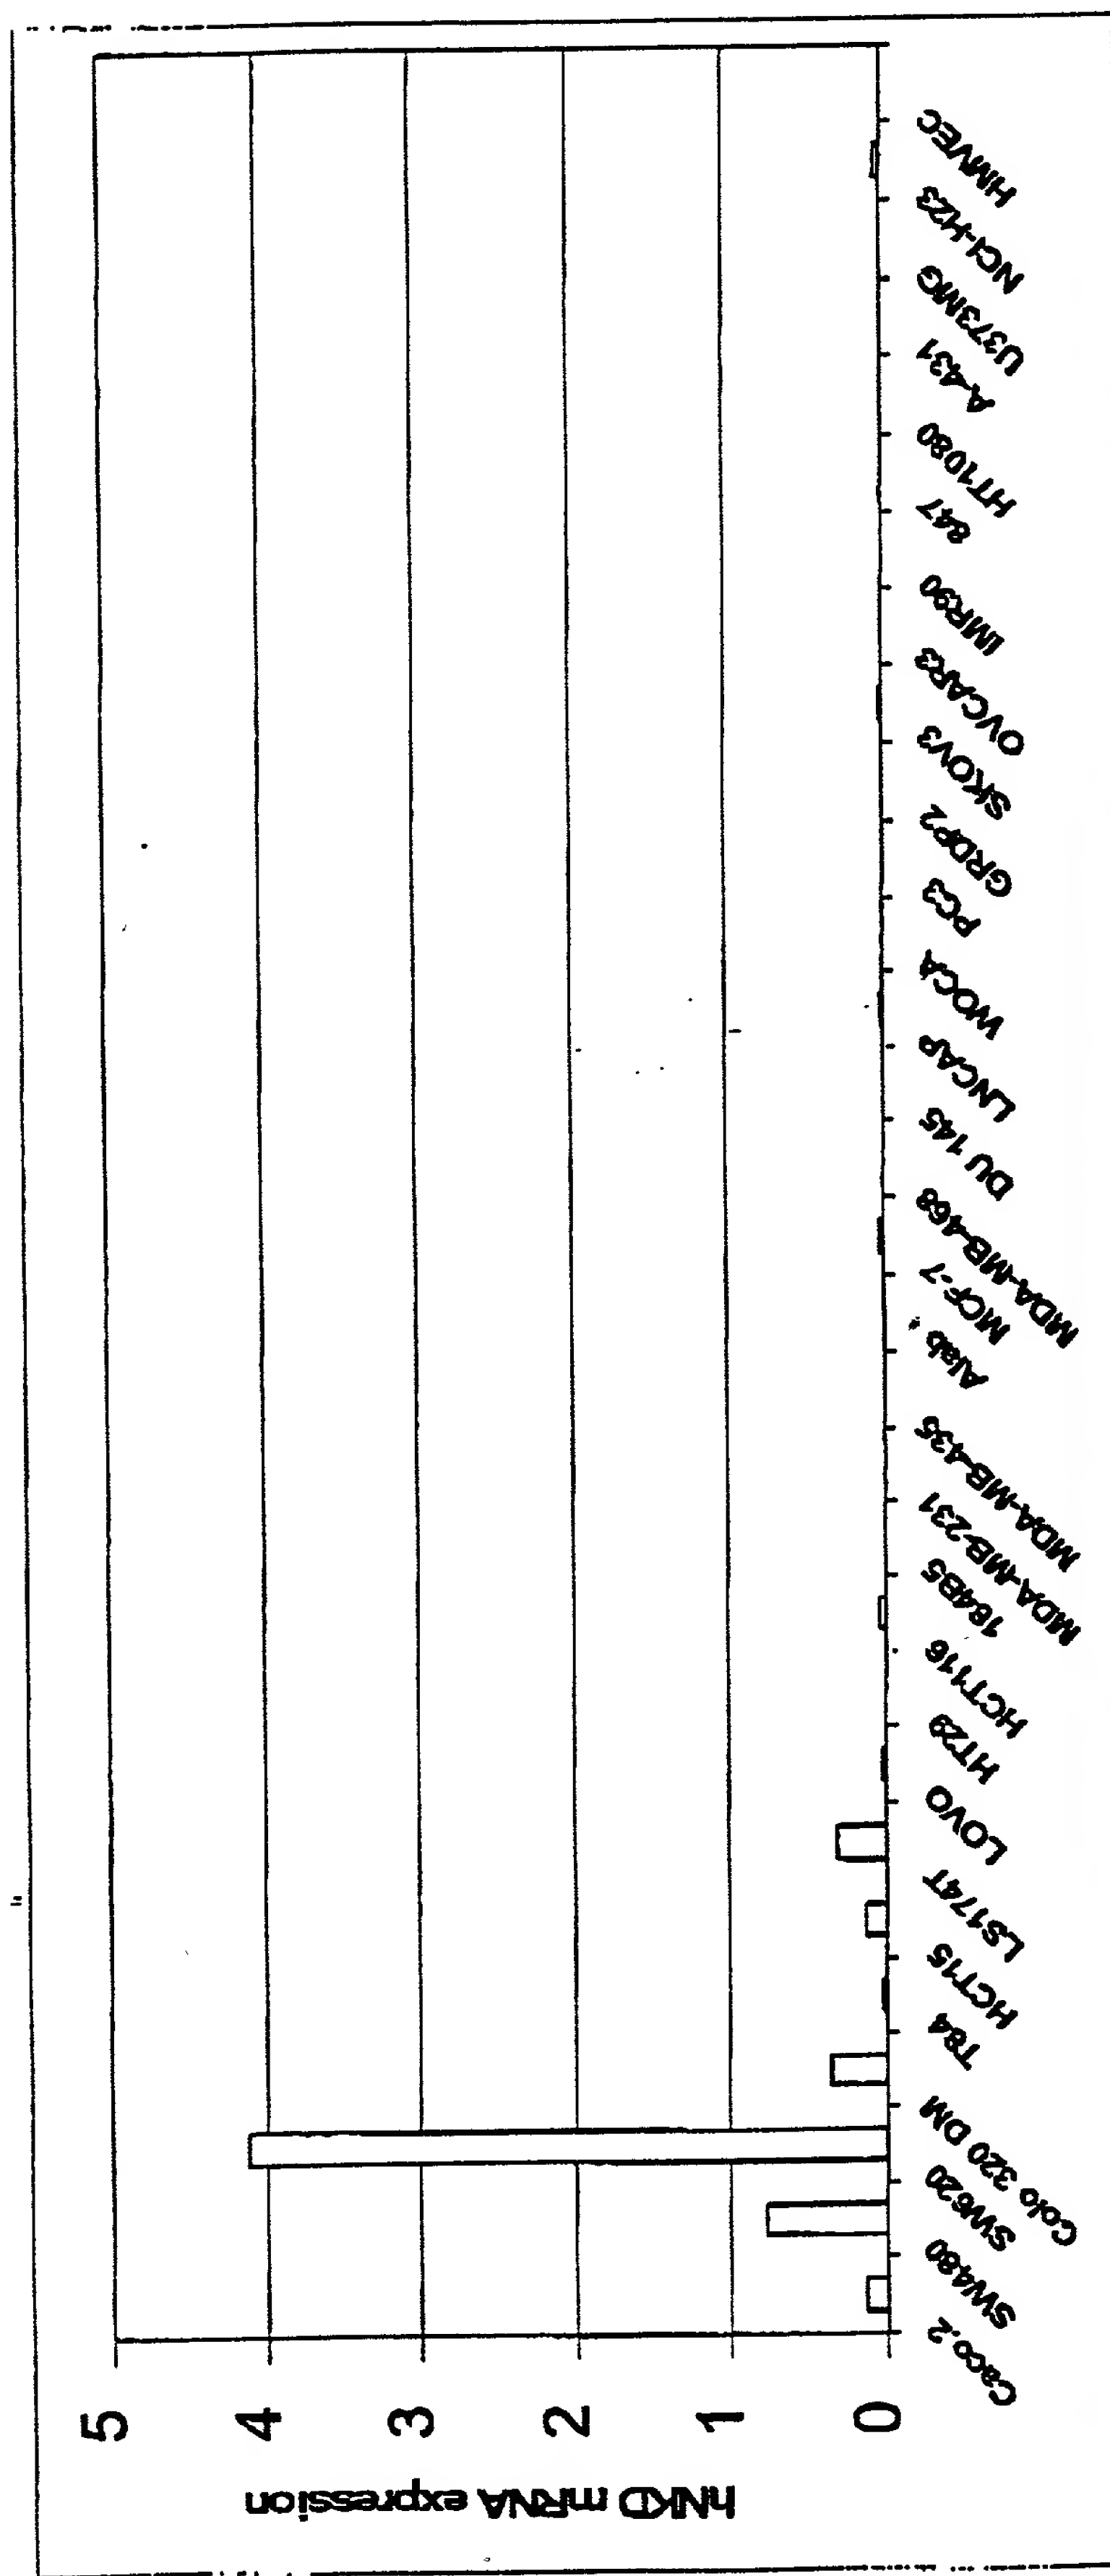 hNKD mRNA expression
5
4
3
2
1
0
Caco.2
SW480
SW620
Colo 320 DM
T84
HCT15
LS174T
LOVO
HT29
HCT116
184B5
MDA-MB-231
MDA-MB-435
Alab
MCF-7
MDA-MB-468
DU 145
LNCAP
WOCA
PC3
GRDP2
SKOV3
OVCAR3
IMR90
847
HT1080
A-431
U373MG
NCI-H23
HMVEC